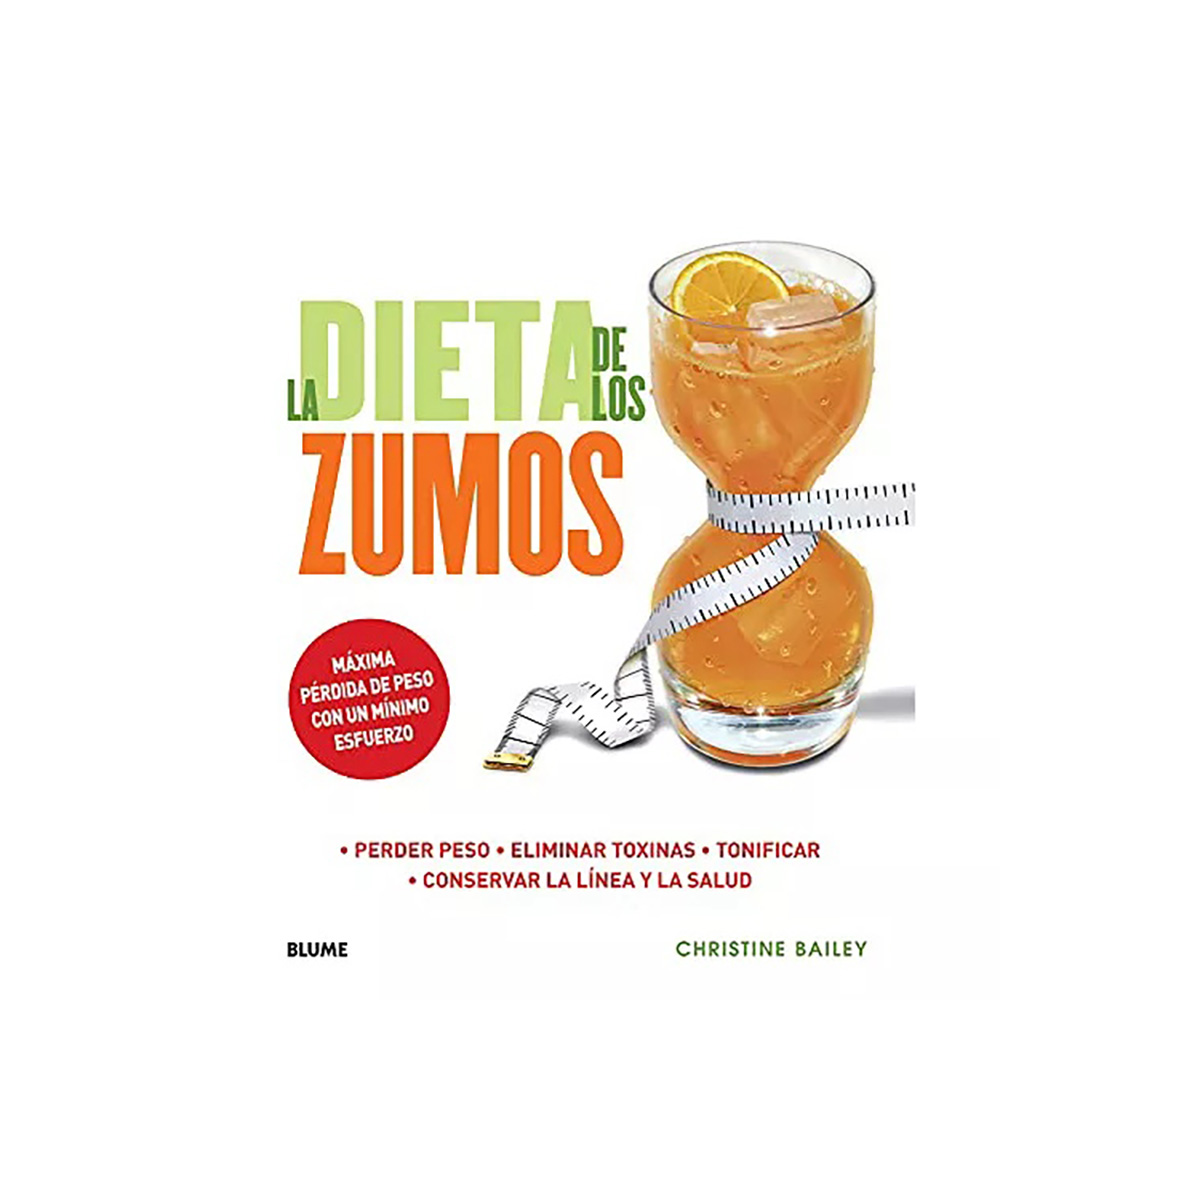 LA DIETA DE LOS
ZUMOS
MÁXIMA
PÉRDIDA DE PESO
CON UN MÍNIMO
ESFUERZO
• PERDER PESO • ELIMINAR TOXINAS • TONIFICAR
• CONSERVAR LA LÍNEA Y LA SALUD
BLUME
CHRISTINE BAILEY